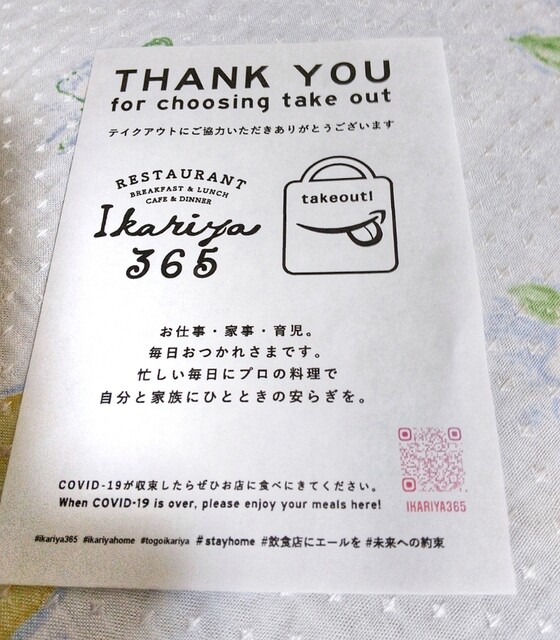 THANK YOU
for choosing take out
テイクアウトにご協力いただきありがとうございます
RESTAURANT
BREAKFAST & LUNCH
CAFE & DINNER
Ikariya
365
takeout!
お仕事・家事・育児。
毎日おつかれさまです。
忙しい毎日にプロの料理で
自分と家族にひとときの安らぎを。
COVID-19が収束したらぜひお店に食べにきてください。
When COVID-19 is over, please enjoy your meals here!
IKARIYA365
#ikariya365 #ikariyahome #togoikariya #stayhome #飲食店にエールを #未来への約束